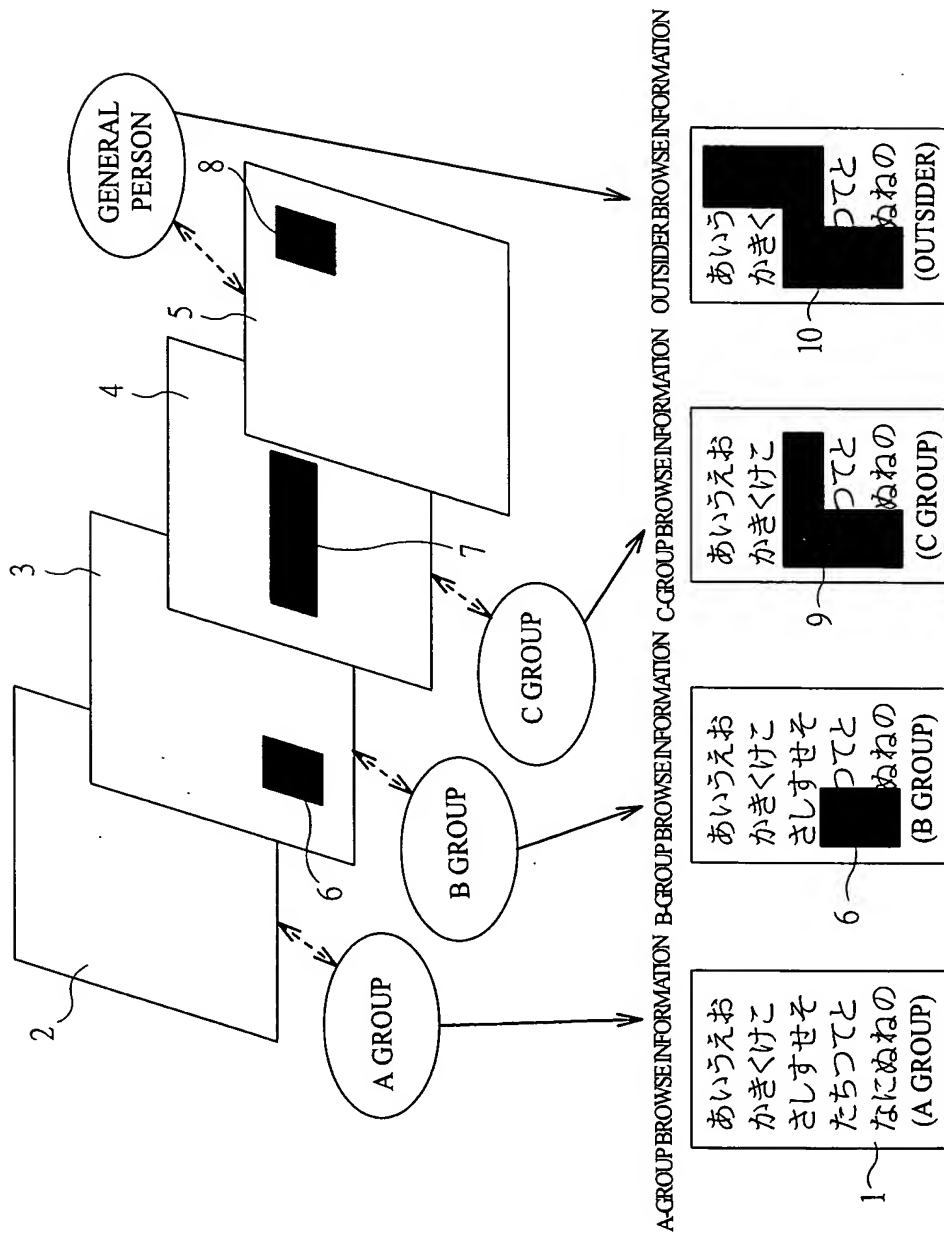 GENERAL
PERSON
8
5
4
3
2
7
6
C GROUP
B GROUP
A GROUP
A-GROUP BROWSE INFORMATION
B-GROUP BROWSE INFORMATION
C-GROUP BROWSE INFORMATION
OUTSIDER BROWSE INFORMATION
あいうえお
かきくけこ
さしすせそ
たちつてと
なにぬねの
(A GROUP)
1
あいうえお
かきくけこ
さしすせそ
つてと
ぬねの
(B GROUP)
6
あいうえお
かきくけこ
つてと
ぬねの
(C GROUP)
9
あいう
かきく
つてと
ぬねの
(OUTSIDER)
10